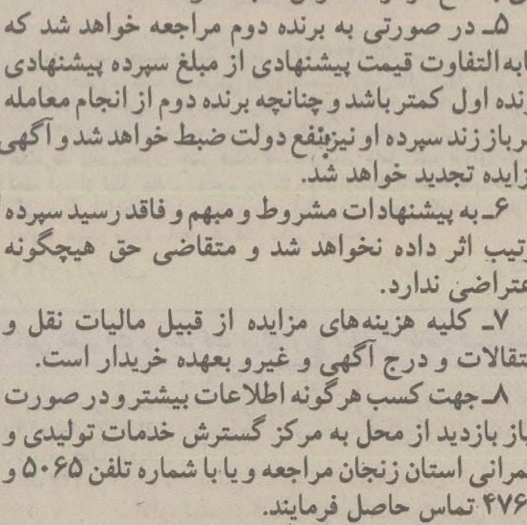 ۵ـ در صورتی به برنده دوم مراجعه خواهد شد که
ابه‌التفاوت قیمت پیشنهادی از مبلغ سپرده پیشنهادی
نده اول کمتر باشد و چنانچه برنده دوم از انجام معامله
رباز زند سپرده او نیز بنفع دولت ضبط خواهد شد و آگهی
زایده تجدید خواهد شد.
۶ـ به پیشنهادات مشروط و مبهم و فاقد رسید سپرده
رتیب اثر داده نخواهد شد و متقاضی حق هیچگونه
عتراضی ندارد.
۷ـ کلیه هزینه‌های مزایده از قبیل مالیات نقل و
نتقالات و درج آگهی و غیرو بعهده خریدار است.
۸ـ جهت کسب هرگونه اطلاعات بیشتر و در صورت
یاز بازدید از محل به مرکز گسترش خدمات تولیدی و
مرانی استان زنجان مراجعه و یا با شماره تلفن ۵۰۶۵ و
۴۷۶ تماس حاصل فرمایند.